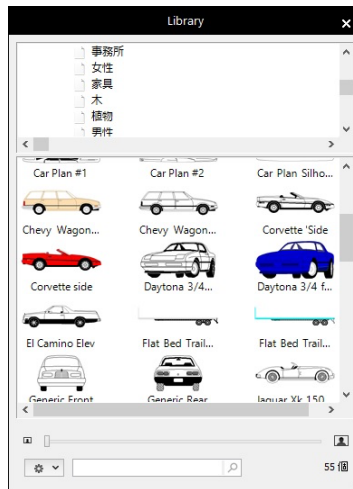 Library
事務所
女性
家具
木
植物
男性
Car Plan #1
Car Plan #2
Car Plan Silho...
Chevy Wagon...
Chevy Wagon...
Corvette 'Side
Corvette side
Daytona 3/4...
Daytona 3/4 f...
El Camino Elev
Flat Bed Trail...
Flat Bed Trail...
Generic Front
Generic Rear
Jaguar Xk 150
55 個